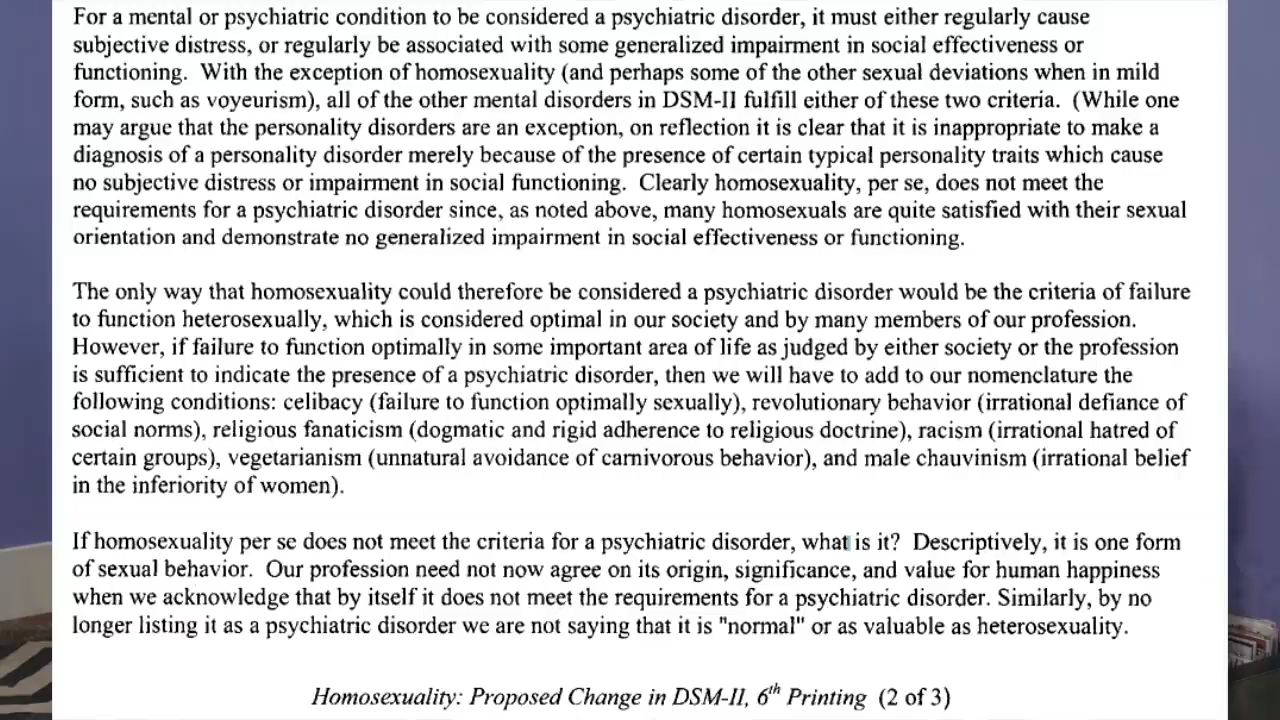 For a mental or psychiatric condition to be considered a psychiatric disorder, it must either regularly cause
subjective distress, or regularly be associated with some generalized impairment in social effectiveness or
functioning.  With the exception of homosexuality (and perhaps some of the other sexual deviations when in mild
form, such as voyeurism), all of the other mental disorders in DSM-II fulfill either of these two criteria.  (While one
may argue that the personality disorders are an exception, on reflection it is clear that it is inappropriate to make a
diagnosis of a personality disorder merely because of the presence of certain typical personality traits which cause
no subjective distress or impairment in social functioning.  Clearly homosexuality, per se, does not meet the
requirements for a psychiatric disorder since, as noted above, many homosexuals are quite satisfied with their sexual
orientation and demonstrate no generalized impairment in social effectiveness or functioning.
The only way that homosexuality could therefore be considered a psychiatric disorder would be the criteria of failure
to function heterosexually, which is considered optimal in our society and by many members of our profession.
However, if failure to function optimally in some important area of life as judged by either society or the profession
is sufficient to indicate the presence of a psychiatric disorder, then we will have to add to our nomenclature the
following conditions: celibacy (failure to function optimally sexually), revolutionary behavior (irrational defiance of
social norms), religious fanaticism (dogmatic and rigid adherence to religious doctrine), racism (irrational hatred of
certain groups), vegetarianism (unnatural avoidance of carnivorous behavior), and male chauvinism (irrational belief
in the inferiority of women).
If homosexuality per se does not meet the criteria for a psychiatric disorder, what is it?  Descriptively, it is one form
of sexual behavior.  Our profession need not now agree on its origin, significance, and value for human happiness
when we acknowledge that by itself it does not meet the requirements for a psychiatric disorder. Similarly, by no
longer listing it as a psychiatric disorder we are not saying that it is "normal" or as valuable as heterosexuality.
Homosexuality: Proposed Change in DSM-II, 6th Printing (2 of 3)